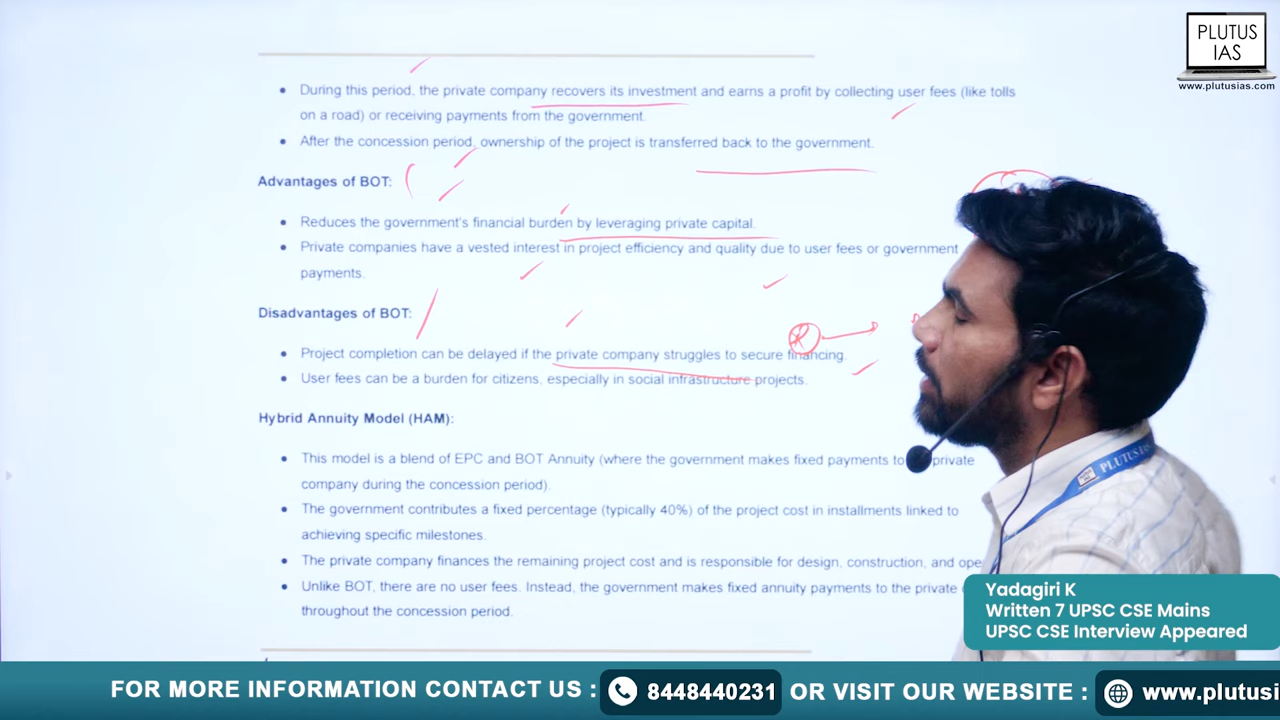 PLUTUS
IAS
www.plutusias.com
• During this period, the private company recovers its investment and earns a profit by collecting user fees (like tolls
on a road) or receiving payments from the government.
• After the concession period, ownership of the project is transferred back to the government.
Advantages of BOT:
• Reduces the government's financial burden by leveraging private capital.
• Private companies have a vested interest in project efficiency and quality due to user fees or government
payments.
Disadvantages of BOT:
• Project completion can be delayed if the private company struggles to secure financing.
• User fees can be a burden for citizens, especially in social infrastructure projects.
Hybrid Annuity Model (HAM):
• This model is a blend of EPC and BOT Annuity (where the government makes fixed payments to private
company during the concession period).
• The government contributes a fixed percentage (typically 40%) of the project cost in installments linked to
achieving specific milestones.
• The private company finances the remaining project cost and is responsible for design, construction, and ope
• Unlike BOT, there are no user fees. Instead, the government makes fixed annuity payments to the private
throughout the concession period.
PLUTUS IAS
Yadagiri K
Written 7 UPSC CSE Mains
UPSC CSE Interview Appeared
FOR MORE INFORMATION CONTACT US : 8448440231 OR VISIT OUR WEBSITE : www.plutusi